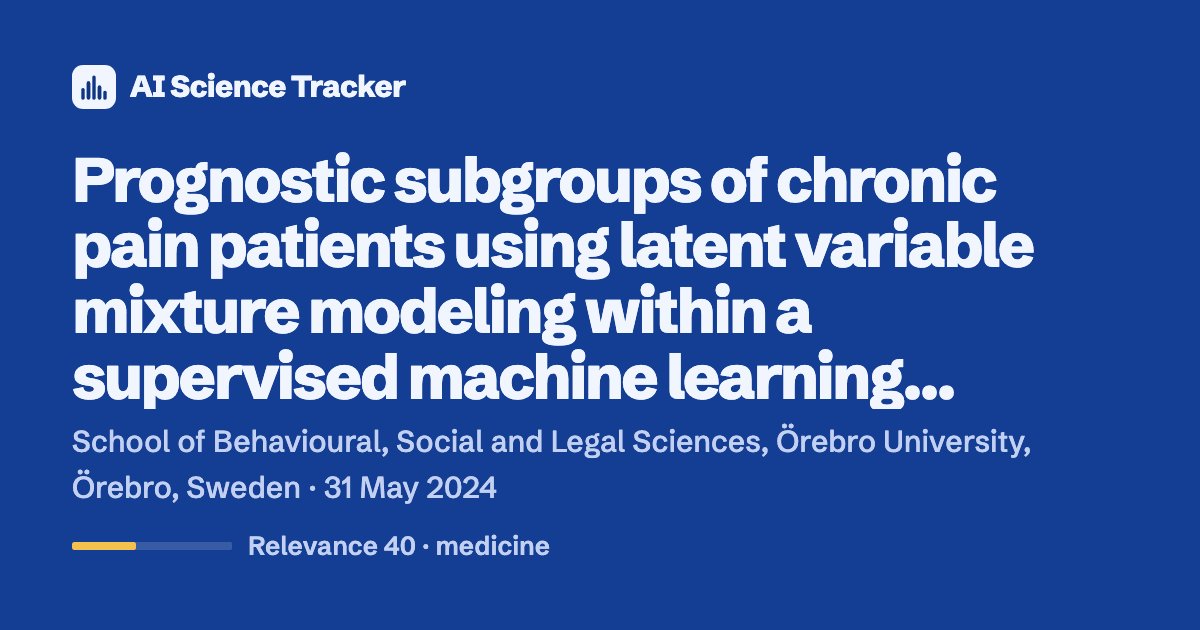 AI Science Tracker
Prognostic subgroups of chronic
pain patients using latent variable
mixture modeling within a
supervised machine learning...
School of Behavioural, Social and Legal Sciences, Örebro University,
Örebro, Sweden · 31 May 2024
Relevance 40 · medicine